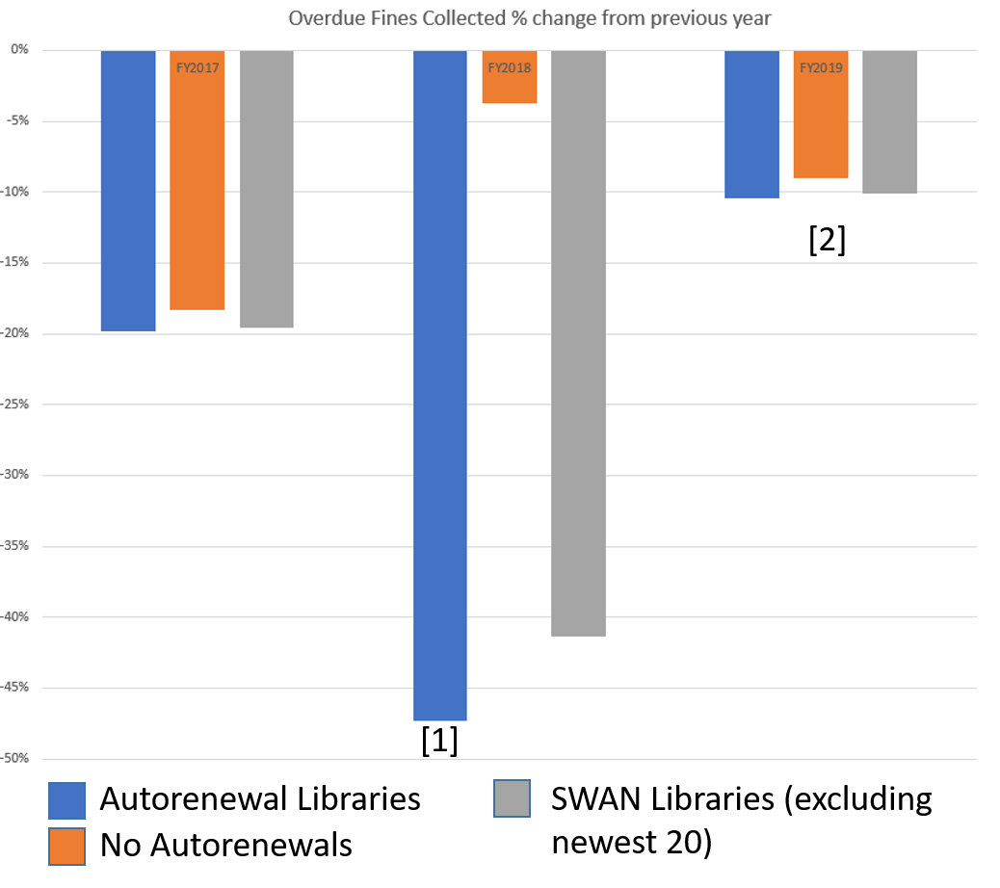 Overdue Fines Collected % change from previous year
0%
FY2017
FY2018
FY2019
-5%
-10%
[2]
-15%
-20%
-25%
-30%
-35%
-40%
-45%
[1]
-50%
Autorenewal Libraries
No Autorenewals
SWAN Libraries (excluding
newest 20)